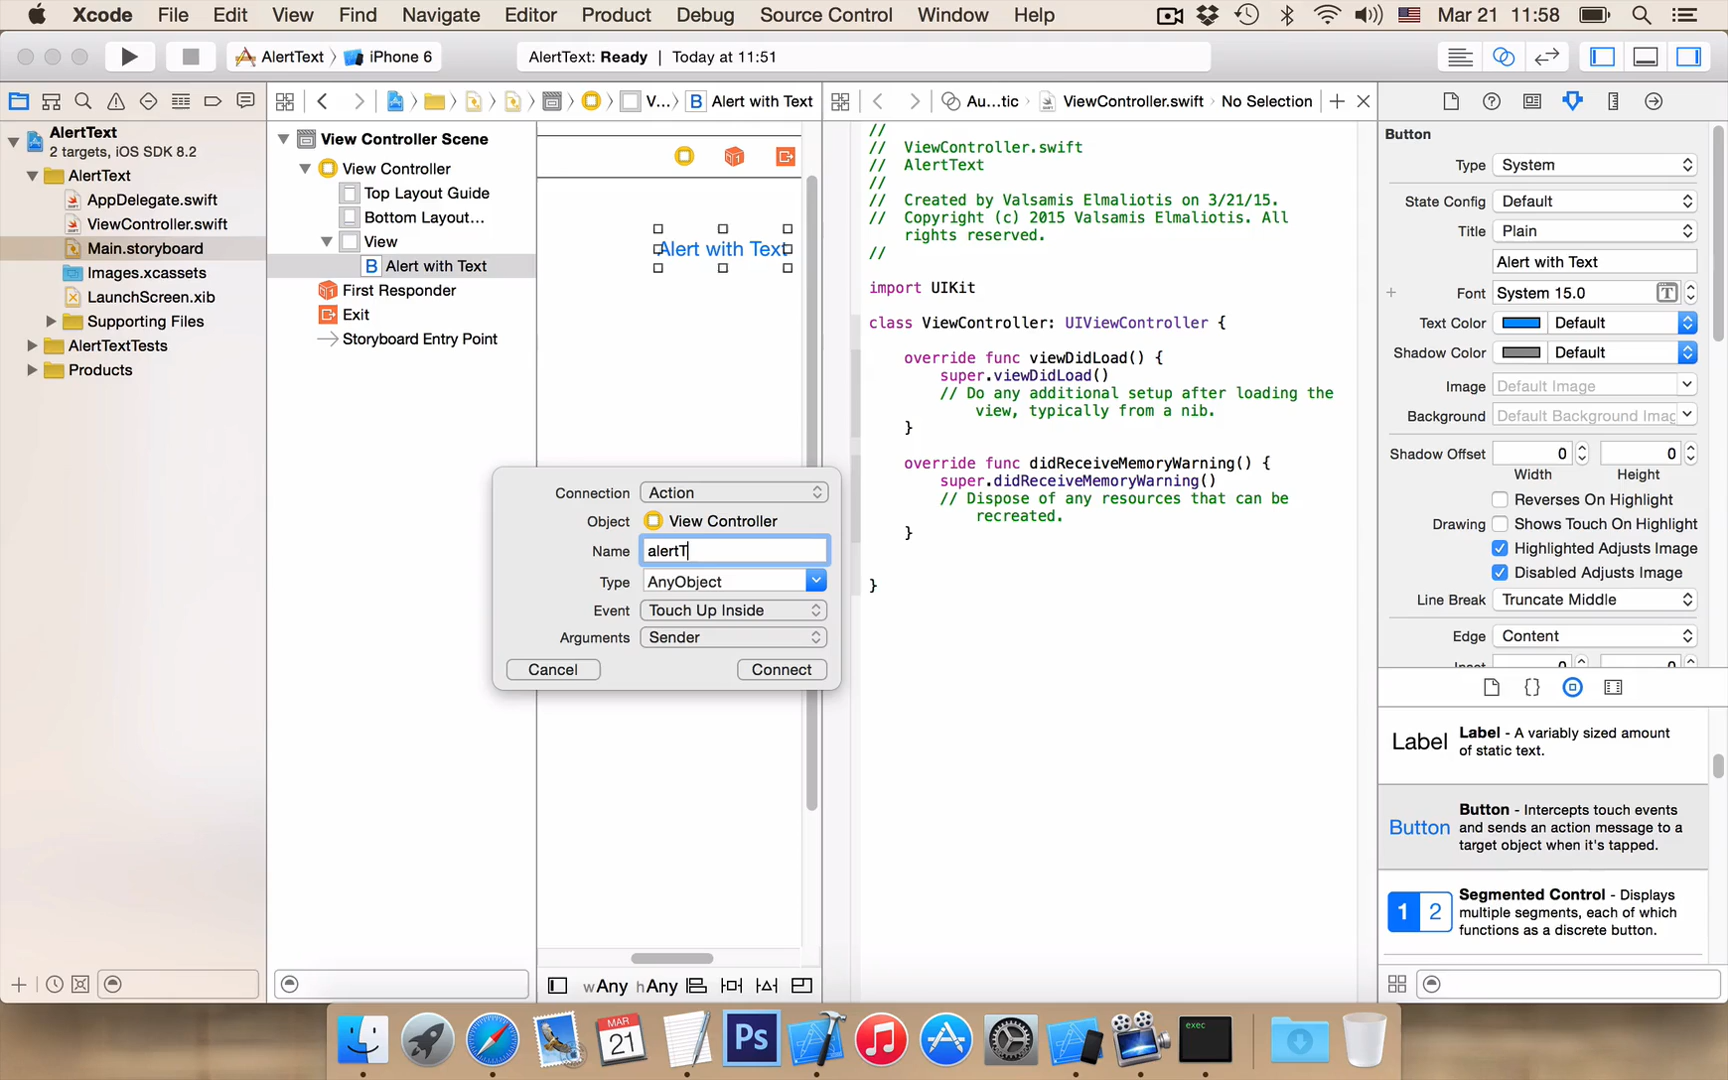 Xcode File Edit View Find Navigate Editor Product Debug Source Control Window Help Mar 21 11:58
AlertText iPhone 6 AlertText: Ready | Today at 11:51
V... B Alert with Text Au...tic ViewController.swift No Selection
AlertText
2 targets, iOS SDK 8.2
AlertText
AppDelegate.swift
ViewController.swift
Main.storyboard
Images.xcassets
LaunchScreen.xib
Supporting Files
AlertTextTests
Products
View Controller Scene
View Controller
Top Layout Guide
Bottom Layout...
View
B Alert with Text
First Responder
Exit
Storyboard Entry Point
Alert with Text
Connection Action
Object View Controller
Name alertT
Type AnyObject
Event Touch Up Inside
Arguments Sender
Cancel Connect
wAny hAny
//
// ViewController.swift
// AlertText
//
// Created by Valsamis Elmaliotis on 3/21/15.
// Copyright (c) 2015 Valsamis Elmaliotis. All
rights reserved.
//
import UIKit
class ViewController: UIViewController {
override func viewDidLoad() {
super.viewDidLoad()
// Do any additional setup after loading the
view, typically from a nib.
}
override func didReceiveMemoryWarning() {
super.didReceiveMemoryWarning()
// Dispose of any resources that can be
recreated.
}
}
Button
Type System
State Config Default
Title Plain
Alert with Text
Font System 15.0 T
Text Color Default
Shadow Color Default
Image Default Image
Background Default Background Imag
Shadow Offset 0 0
Width Height
Reverses On Highlight
Drawing Shows Touch On Highlight
Highlighted Adjusts Image
Disabled Adjusts Image
Line Break Truncate Middle
Edge Content
Inset 0 0
{}
Label Label - A variably sized amount
of static text.
Button Button - Intercepts touch events
and sends an action message to a
target object when it's tapped.
1 2 Segmented Control - Displays
multiple segments, each of which
functions as a discrete button.
MAR
21
Ps
exec